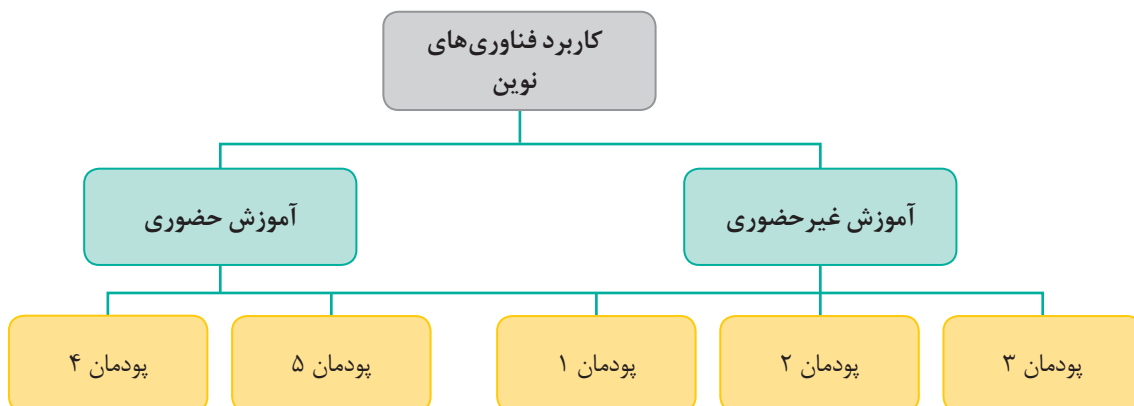 کاربرد فناوری‌های
نوین
آموزش غیرحضوری
آموزش حضوری
پودمان ۳
پودمان ۲
پودمان ۱
پودمان ۵
پودمان ۴